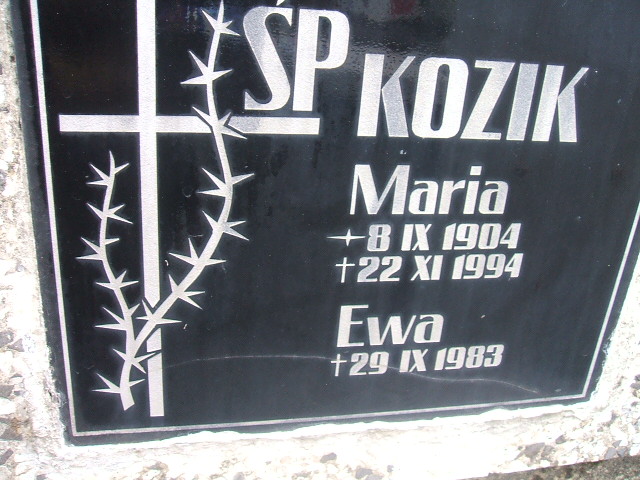 ŚP KOZIK
Maria
+8 IX 1904
†22 XI 1994
Ewa
†29 IX 1983